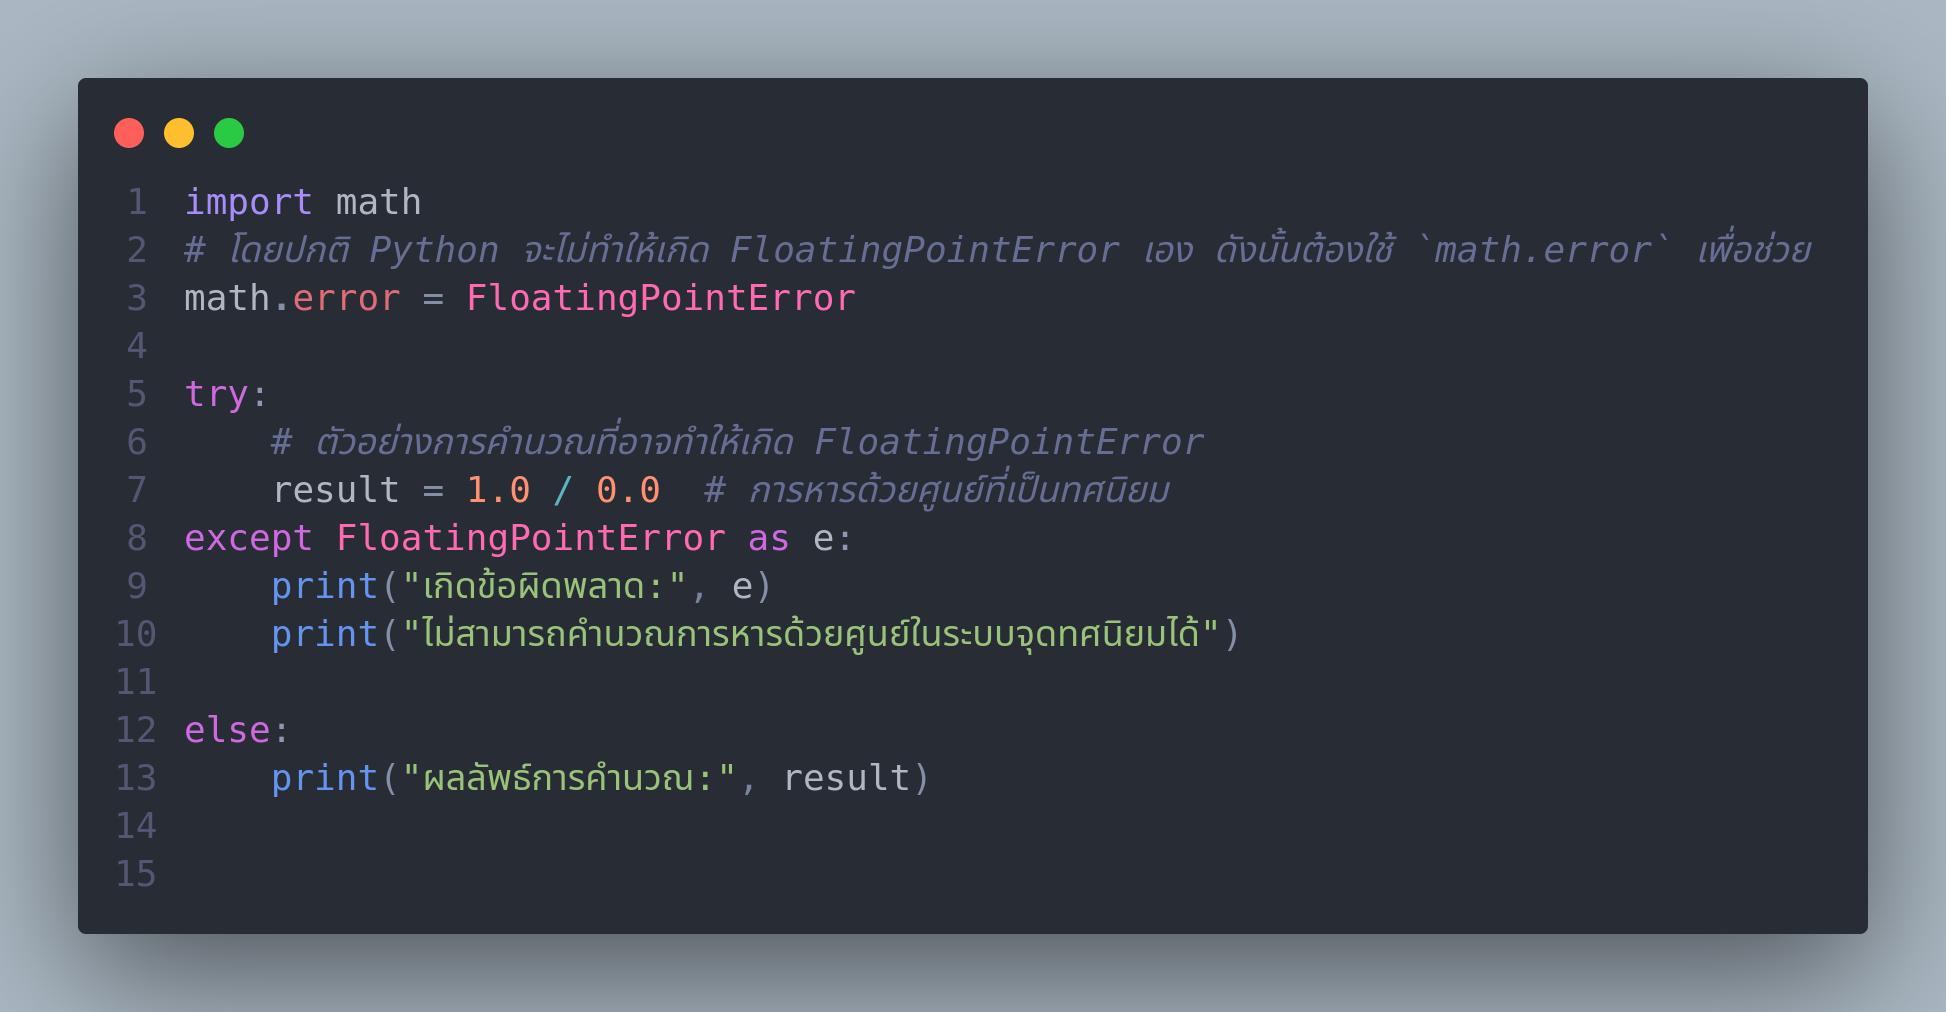 1 import math
2 # โดยปกติ Python จะไม่ทำให้เกิด FloatingPointError เอง ดังนั้นต้องใช้ `math.error` เพื่อช่วย
3 math.error = FloatingPointError
4
5 try:
6     # ตัวอย่างการคำนวณที่อาจทำให้เกิด FloatingPointError
7     result = 1.0 / 0.0  # การหารด้วยศูนย์ที่เป็นทศนิยม
8 except FloatingPointError as e:
9     print("เกิดข้อผิดพลาด:", e)
10     print("ไม่สามารถคำนวณการหารด้วยศูนย์ในระบบจุดทศนิยมได้")
11
12 else:
13     print("ผลลัพธ์การคำนวณ:", result)
14
15